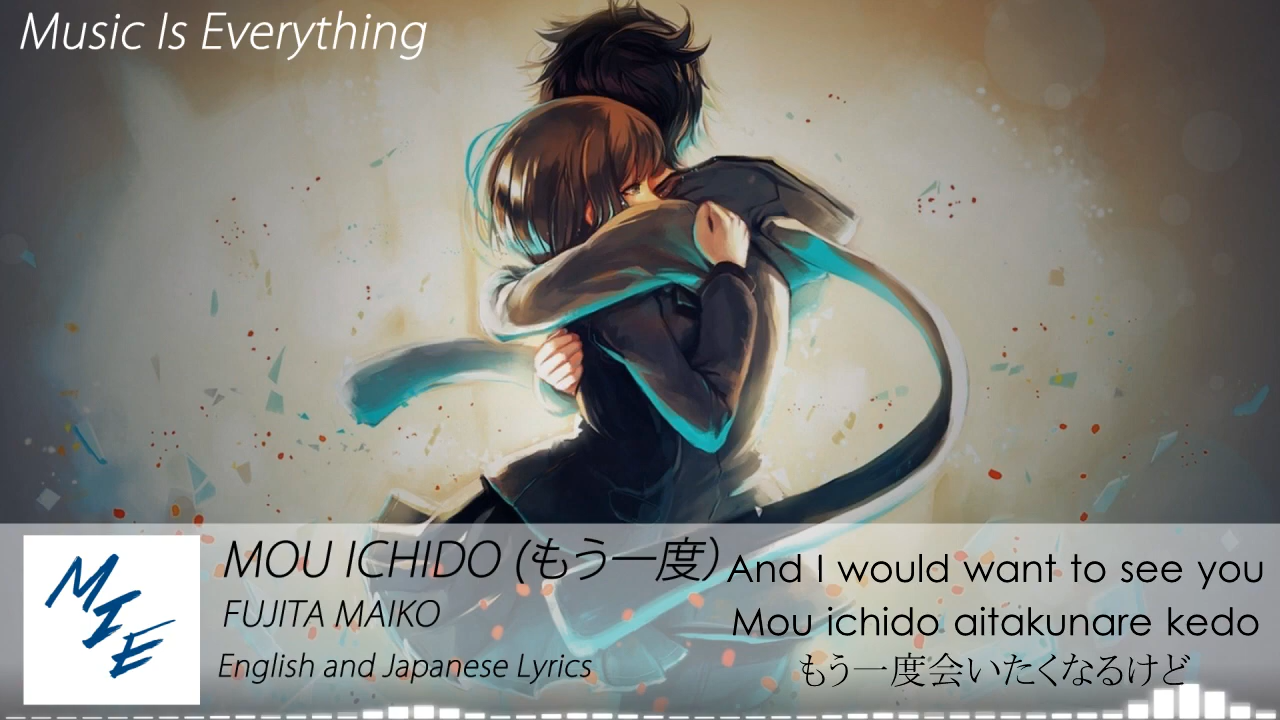 Music Is Everything
MIE
MOU ICHIDO (もう一度)
FUJITA MAIKO
English and Japanese Lyrics
And I would want to see you
Mou ichido aitakunare kedo
もう一度会いたくなるけど